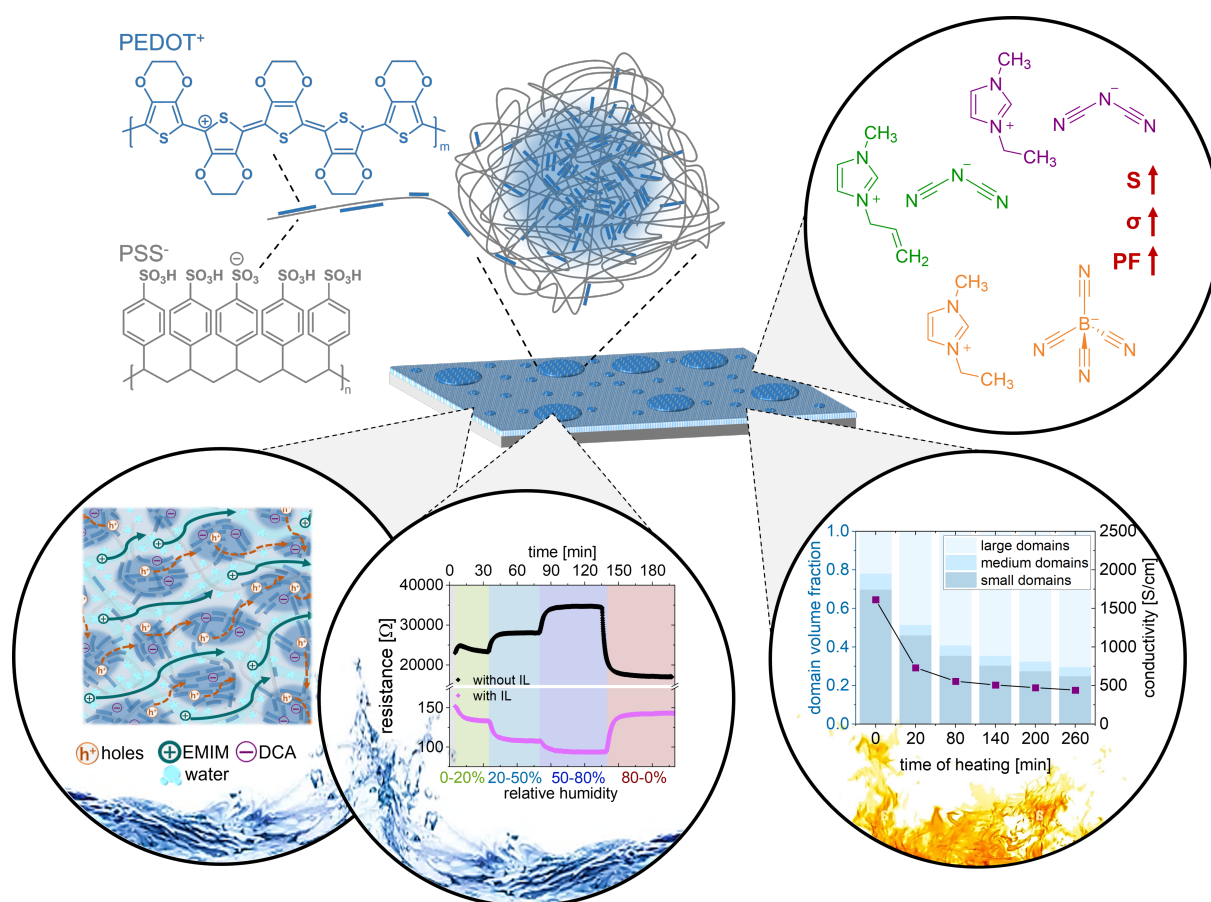 PEDOT⁺
O O O O O O
S S S S S
⊕
m
O O O O
PSS⁻
⊖
SO₃H SO₃H SO₃ SO₃H SO₃H
n
CH₃
N
N
+
CH₃
N⁻
N N
CH₃
N
N
+
CH₂
N⁻
N N
S
σ
PF
CH₃
N
N
+
CH₃
N
B⁻
N N
N
h⁺ holes + EMIM − DCA
water
time [min]
0 30 60 90 120 150 180
40000
30000
20000
150
100
resistance [Ω]
without IL
with IL
0-20% 20-50% 50-80% 80-0%
relative humidity
domain volume fraction
1.0
0.8
0.6
0.4
0.2
0.0
large domains
medium domains
small domains
2500
2000
1500
1000
500
0
conductivity [S/cm]
0 20 80 140 200 260
time of heating [min]